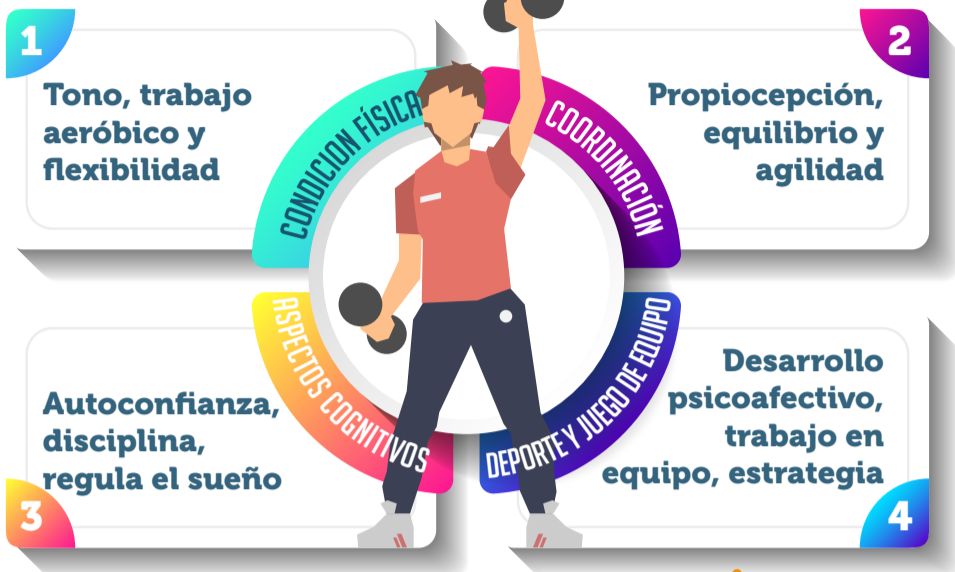 1
Tono, trabajo
aeróbico y
flexibilidad
CONDICION FÍSICA
2
Propiocepción,
equilibrio y
agilidad
COORDINACIÓN
3
Autoconfianza,
disciplina,
regula el sueño
ASPECTOS COGNITIVOS
4
Desarrollo
psicoafectivo,
trabajo en
equipo, estrategia
DEPORTE Y JUEGO DE EQUIPO